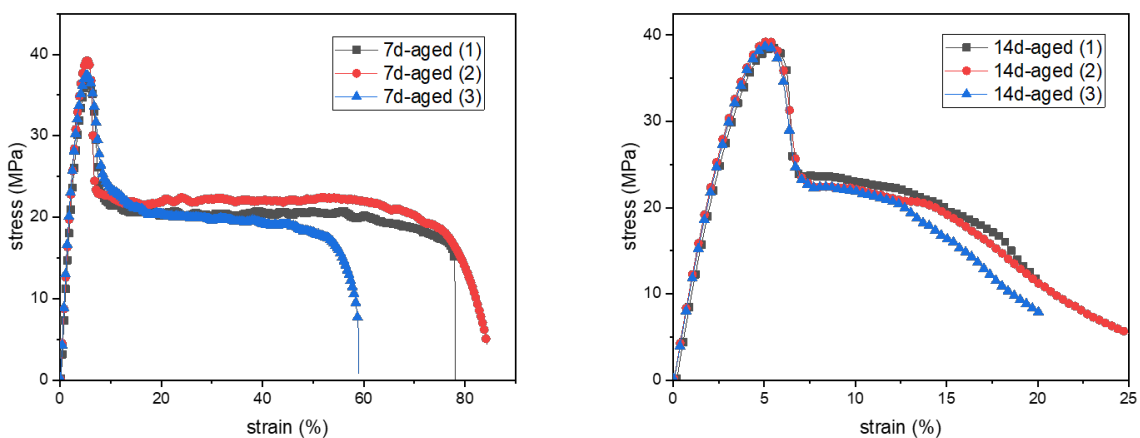 7d-aged (1)
7d-aged (2)
7d-aged (3)
stress (MPa)
40
30
20
10
0
0 20 40 60 80
strain (%)
14d-aged (1)
14d-aged (2)
14d-aged (3)
stress (MPa)
40
30
20
10
0
0 5 10 15 20 25
strain (%)